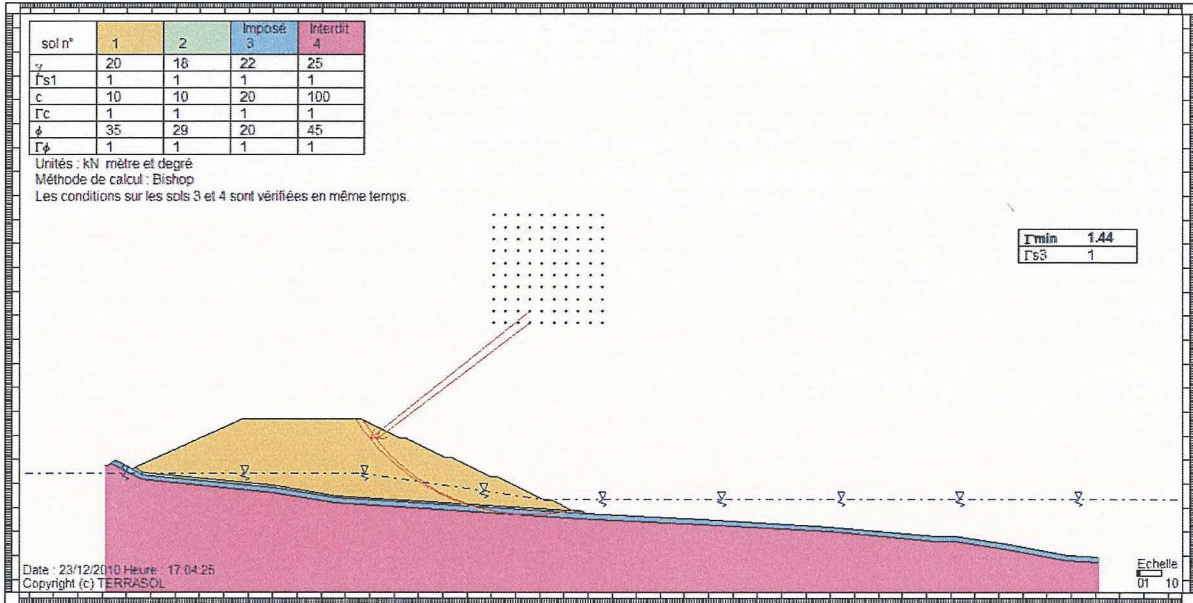 Imposé Interdit
sol n° 1 2 3 4
γ 20 18 22 25
Γs1 1 1 1 1
c 10 10 20 100
Γc 1 1 1 1
ϕ 35 29 20 45
Γϕ 1 1 1 1
Unités : kN mètre et degré
Méthode de calcul : Bishop
Les conditions sur les sols 3 et 4 sont vérifiées en même temps.
Γmin 1.44
Γs3 1
Date : 23/12/2010 Heure : 17:04:25
Copyright (c) TERRASOL
Echelle
01 10